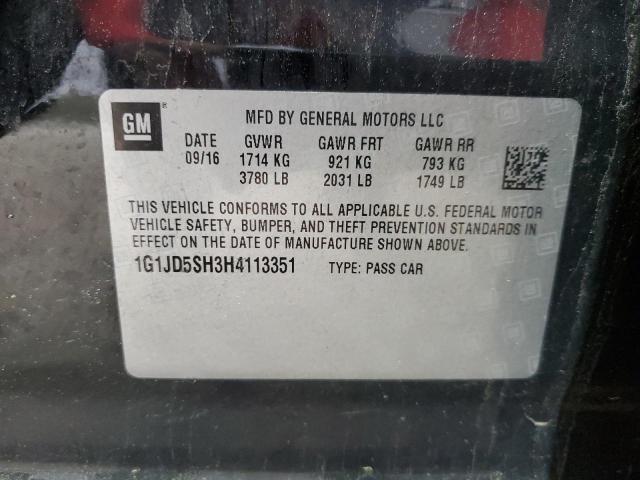 GM
MFD BY GENERAL MOTORS LLC
DATE GVWR GAWR FRT GAWR RR
09/16 1714 KG 921 KG 793 KG
3780 LB 2031 LB 1749 LB
THIS VEHICLE CONFORMS TO ALL APPLICABLE U.S. FEDERAL MOTOR
VEHICLE SAFETY, BUMPER, AND THEFT PREVENTION STANDARDS IN
EFFECT ON THE DATE OF MANUFACTURE SHOWN ABOVE.
1G1JD5SH3H4113351 TYPE: PASS CAR